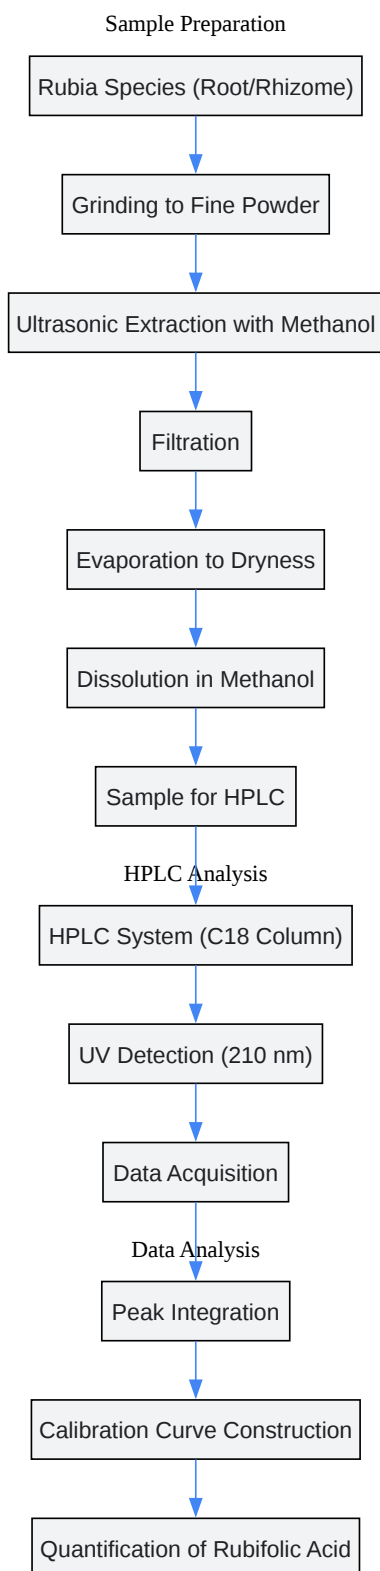 Sample Preparation
Rubia Species (Root/Rhizome)
Grinding to Fine Powder
Ultrasonic Extraction with Methanol
Filtration
Evaporation to Dryness
Dissolution in Methanol
Sample for HPLC
HPLC Analysis
HPLC System (C18 Column)
UV Detection (210 nm)
Data Acquisition
Data Analysis
Peak Integration
Calibration Curve Construction
Quantification of Rubifolic Acid